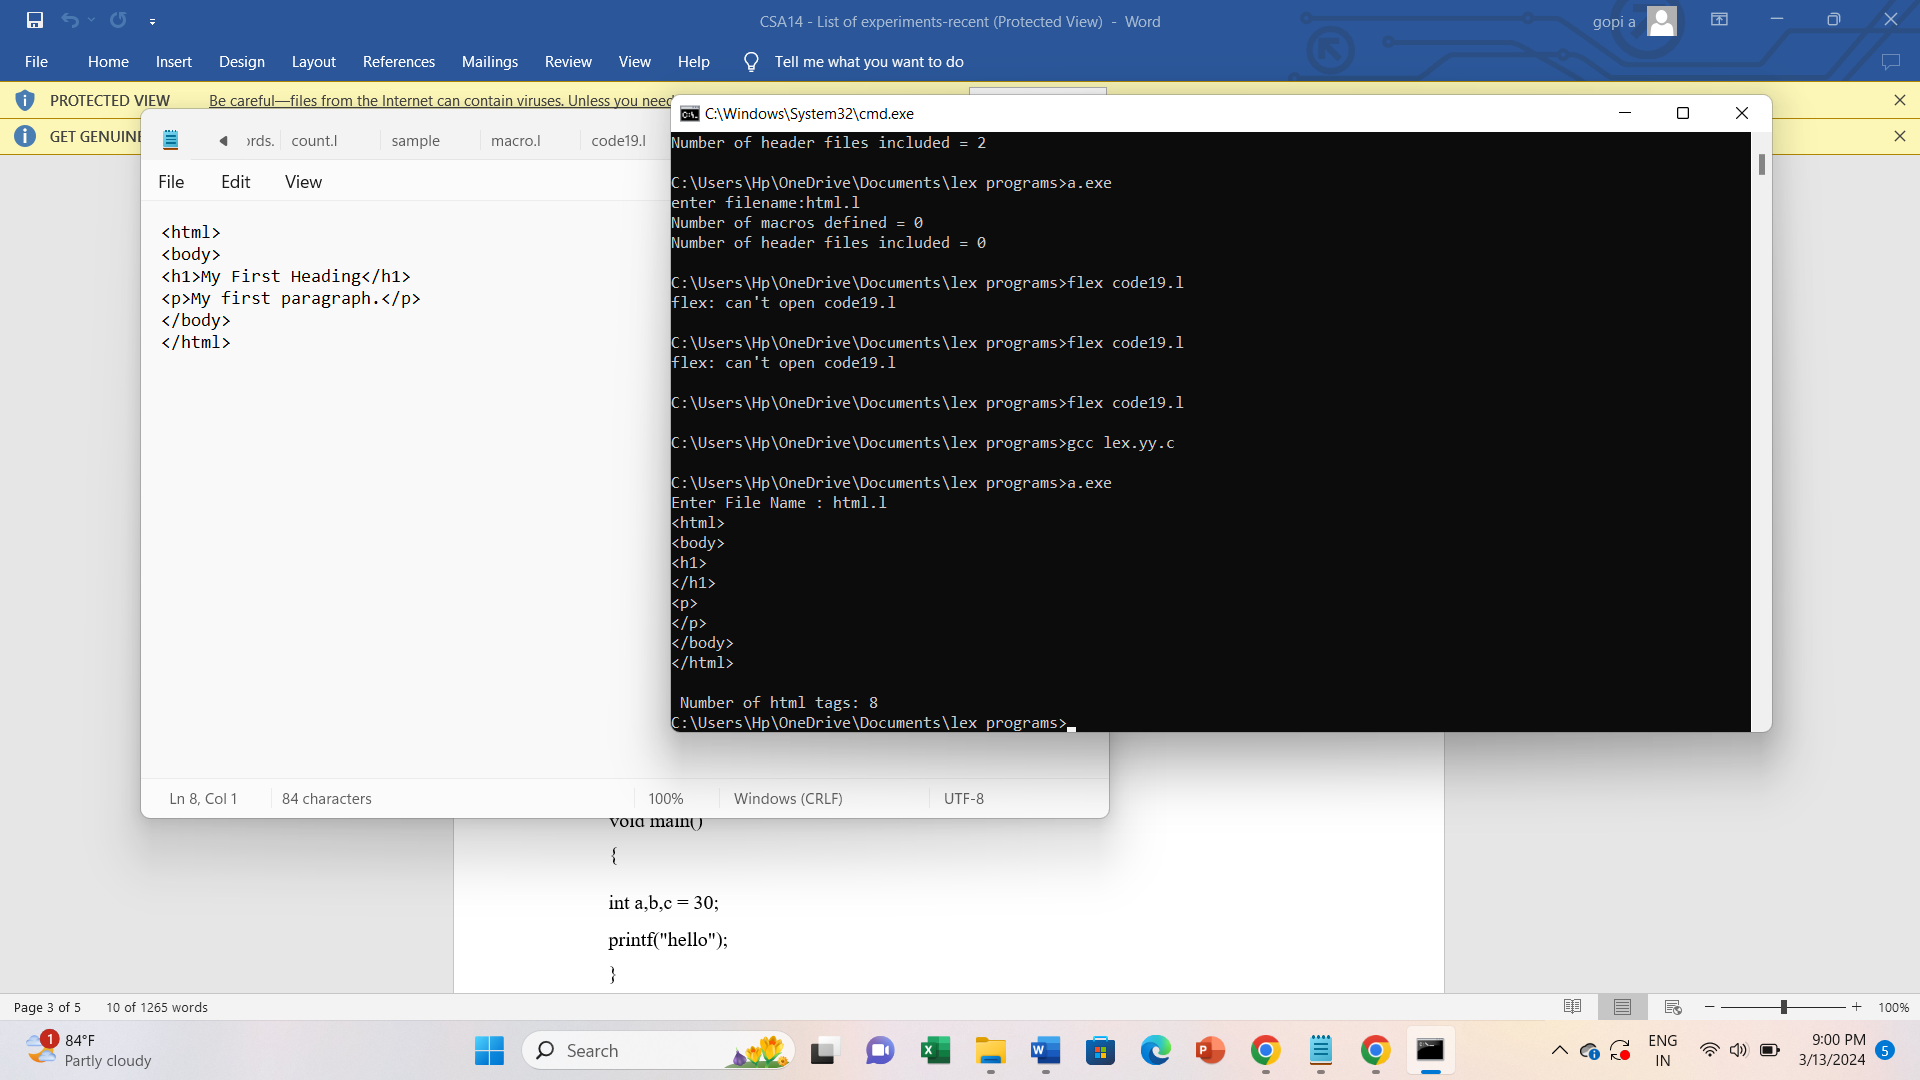 CSA14 - List of experiments-recent (Protected View) - Word
gopi a
File Home Insert Design Layout References Mailings Review View Help Tell me what you want to do
PROTECTED VIEW Be careful—files from the Internet can contain viruses. Unless you need
GET GENUINE
ords. count.l sample macro.l code19.l
File Edit View
<html>
<body>
<h1>My First Heading</h1>
<p>My first paragraph.</p>
</body>
</html>
Ln 8, Col 1 84 characters 100% Windows (CRLF) UTF-8
C:\Windows\System32\cmd.exe
Number of header files included = 2
C:\Users\Hp\OneDrive\Documents\lex programs>a.exe
enter filename:html.l
Number of macros defined = 0
Number of header files included = 0
C:\Users\Hp\OneDrive\Documents\lex programs>flex code19.l
flex: can't open code19.l
C:\Users\Hp\OneDrive\Documents\lex programs>flex code19.l
flex: can't open code19.l
C:\Users\Hp\OneDrive\Documents\lex programs>flex code19.l
C:\Users\Hp\OneDrive\Documents\lex programs>gcc lex.yy.c
C:\Users\Hp\OneDrive\Documents\lex programs>a.exe
Enter File Name : html.l
<html>
<body>
<h1>
</h1>
<p>
</p>
</body>
</html>
Number of html tags: 8
C:\Users\Hp\OneDrive\Documents\lex programs>
void main()
{
int a,b,c = 30;
printf("hello");
}
Page 3 of 5 10 of 1265 words 100%
1 84°F
Partly cloudy
Search
ENG
IN
9:00 PM
3/13/2024
5